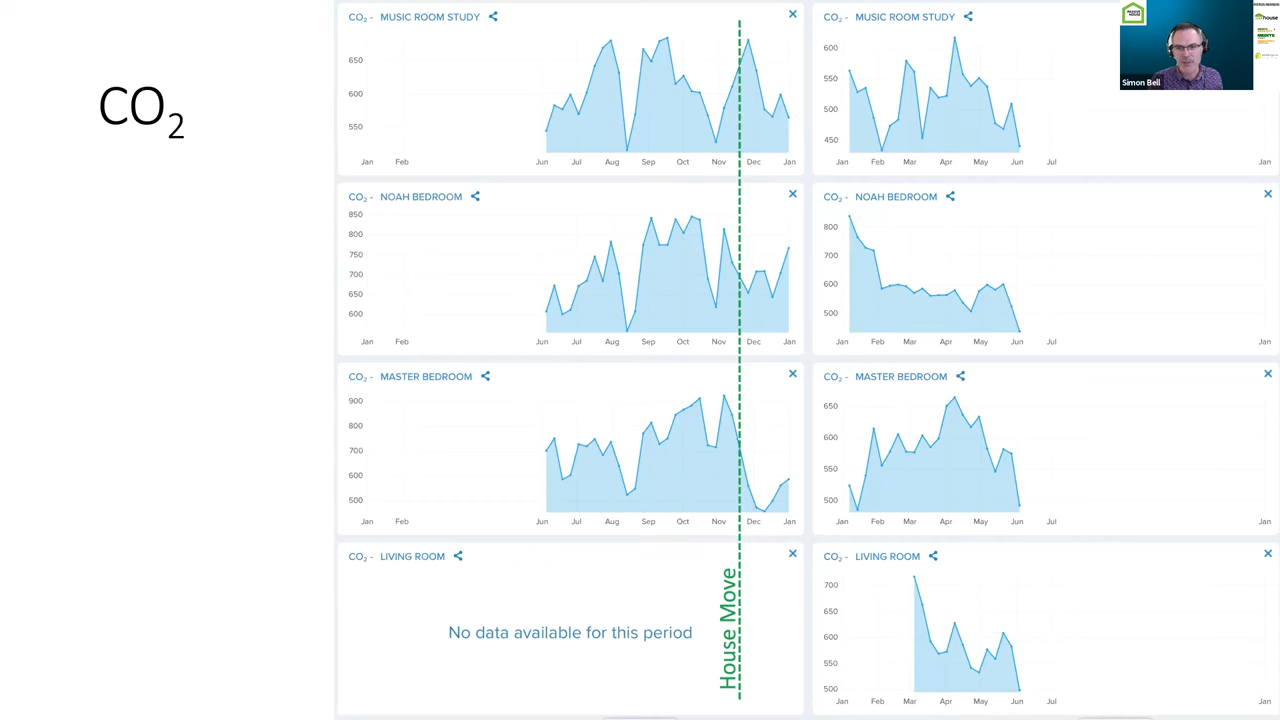 CO₂
CO₂ - MUSIC ROOM STUDY
650
600
550
Jan Feb Jun Jul Aug Sep Oct Nov Dec Jan
CO₂ - MUSIC ROOM STUDY
600
550
500
450
Jan Feb Mar Apr May Jun Jul Jan
CO₂ - NOAH BEDROOM
850
800
750
700
650
600
Jan Feb Jun Jul Aug Sep Oct Nov Dec Jan
CO₂ - NOAH BEDROOM
800
700
600
500
Jan Feb Mar Apr May Jun Jul Jan
CO₂ - MASTER BEDROOM
900
800
700
600
500
Jan Feb Jun Jul Aug Sep Oct Nov Dec Jan
CO₂ - MASTER BEDROOM
650
600
550
500
Jan Feb Mar Apr May Jun Jul Jan
CO₂ - LIVING ROOM
No data available for this period
House Move
CO₂ - LIVING ROOM
700
650
600
550
500
Jan Feb Mar Apr May Jun Jul Jan
Simon Bell